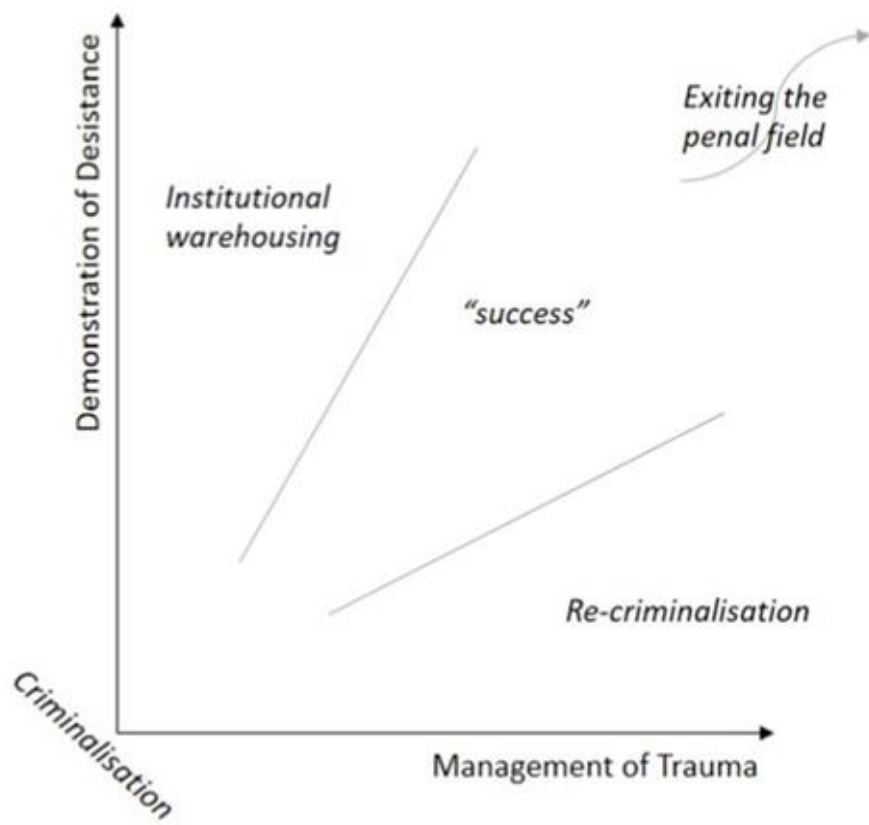 Demonstration of Desistance
Exiting the
penal field
Institutional
warehousing
“success”
Re-criminalisation
Criminalisation
Management of Trauma